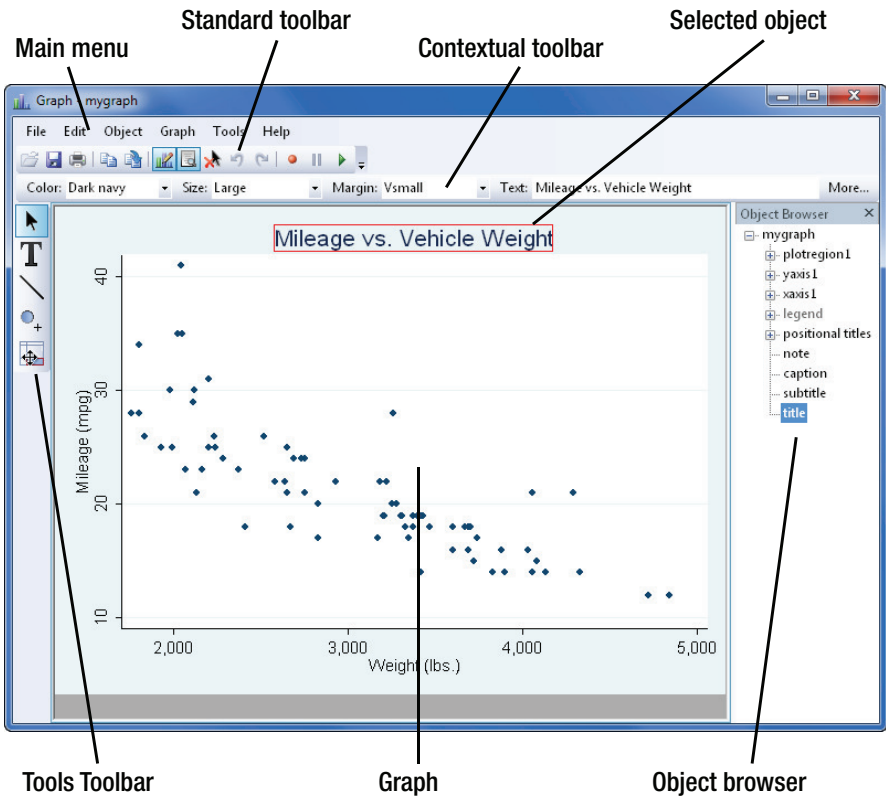 Standard toolbar
Selected object
Main menu
Contextual toolbar
Graph - mygraph
File Edit Object Graph Tools Help
Color: Dark navy Size: Large Margin: Vsmall Text: Mileage vs. Vehicle Weight More...
T
Mileage vs. Vehicle Weight
Object Browser
mygraph
plotregion1
yaxis1
xaxis1
legend
positional titles
note
caption
subtitle
title
40
30
20
10
Mileage (mpg)
2,000 3,000 4,000 5,000
Weight (lbs.)
Tools Toolbar
Graph
Object browser